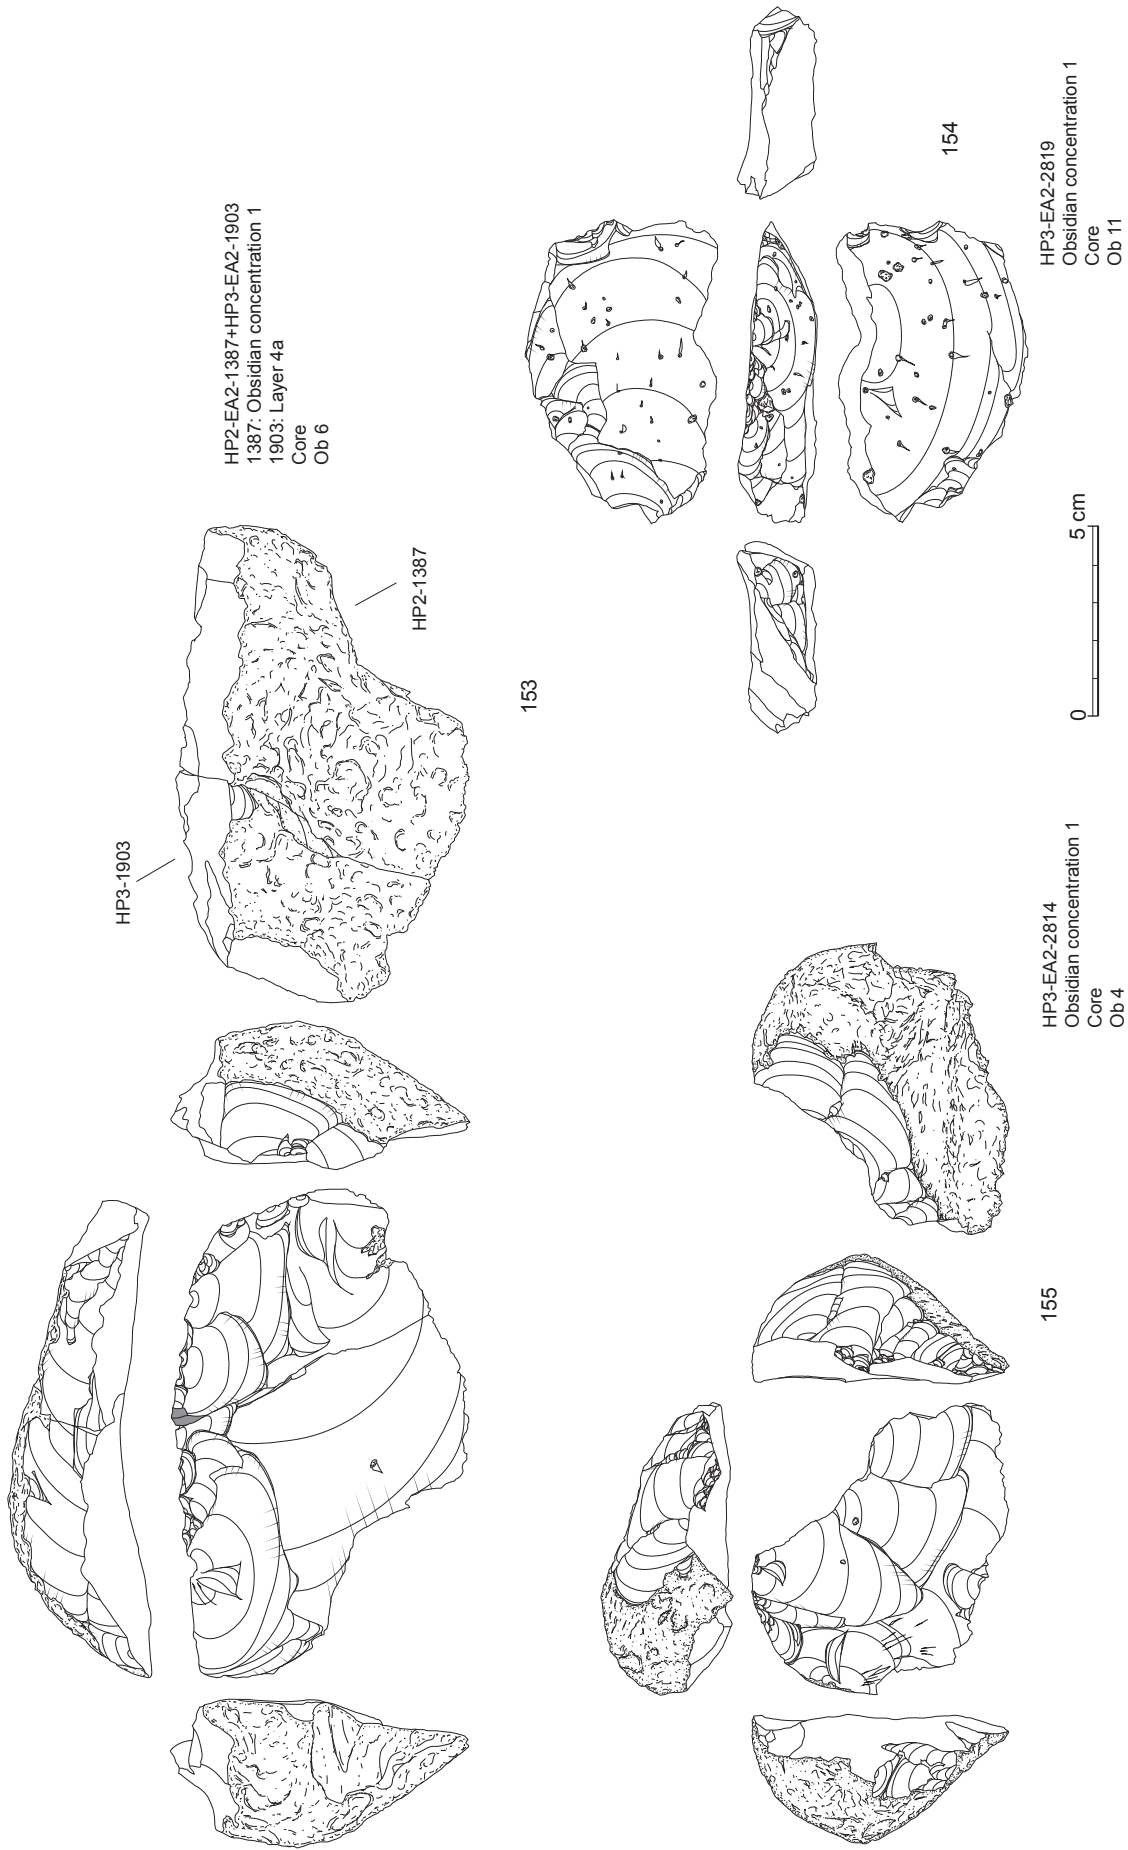 HP3-1903
HP2-1387
153
HP2-EA2-1387+HP3-EA2-1903
1387: Obsidian concentration 1
1903: Layer 4a
Core
Ob 6
155
HP3-EA2-2814
Obsidian concentration 1
Core
Ob 4
0 5 cm
154
HP3-EA2-2819
Obsidian concentration 1
Core
Ob 11